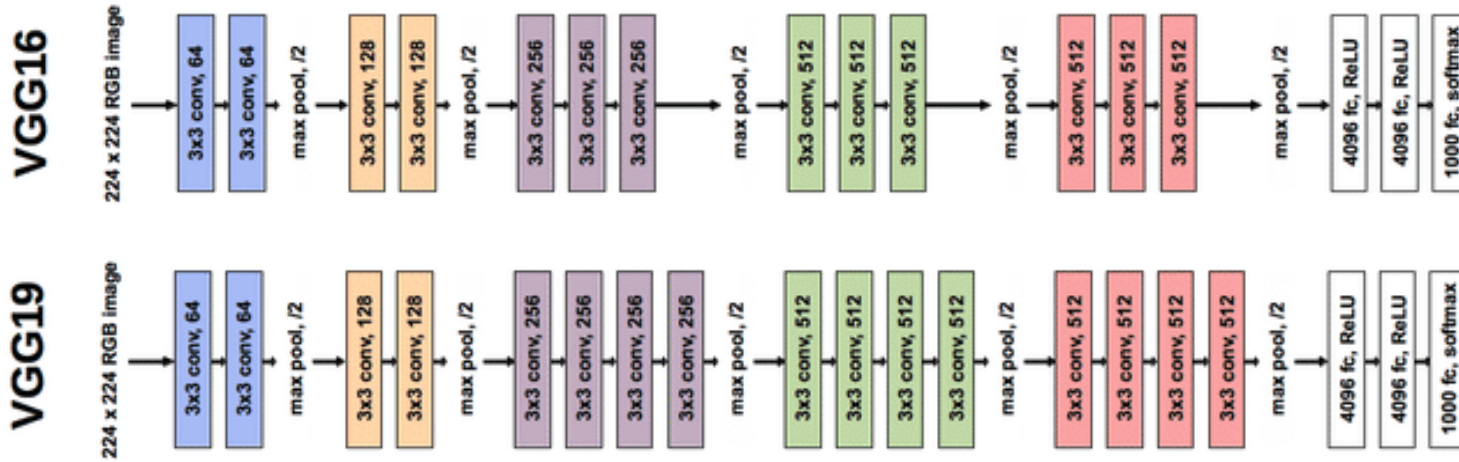 VGG16
224 x 224 RGB image
3x3 conv, 64
3x3 conv, 64
max pool, /2
3x3 conv, 128
3x3 conv, 128
max pool, /2
3x3 conv, 256
3x3 conv, 256
3x3 conv, 256
max pool, /2
3x3 conv, 512
3x3 conv, 512
3x3 conv, 512
max pool, /2
3x3 conv, 512
3x3 conv, 512
3x3 conv, 512
max pool, /2
4096 fc, ReLU
4096 fc, ReLU
1000 fc, softmax
VGG19
224 x 224 RGB image
3x3 conv, 64
3x3 conv, 64
max pool, /2
3x3 conv, 128
3x3 conv, 128
max pool, /2
3x3 conv, 256
3x3 conv, 256
3x3 conv, 256
3x3 conv, 256
max pool, /2
3x3 conv, 512
3x3 conv, 512
3x3 conv, 512
3x3 conv, 512
max pool, /2
3x3 conv, 512
3x3 conv, 512
3x3 conv, 512
3x3 conv, 512
max pool, /2
4096 fc, ReLU
4096 fc, ReLU
1000 fc, softmax